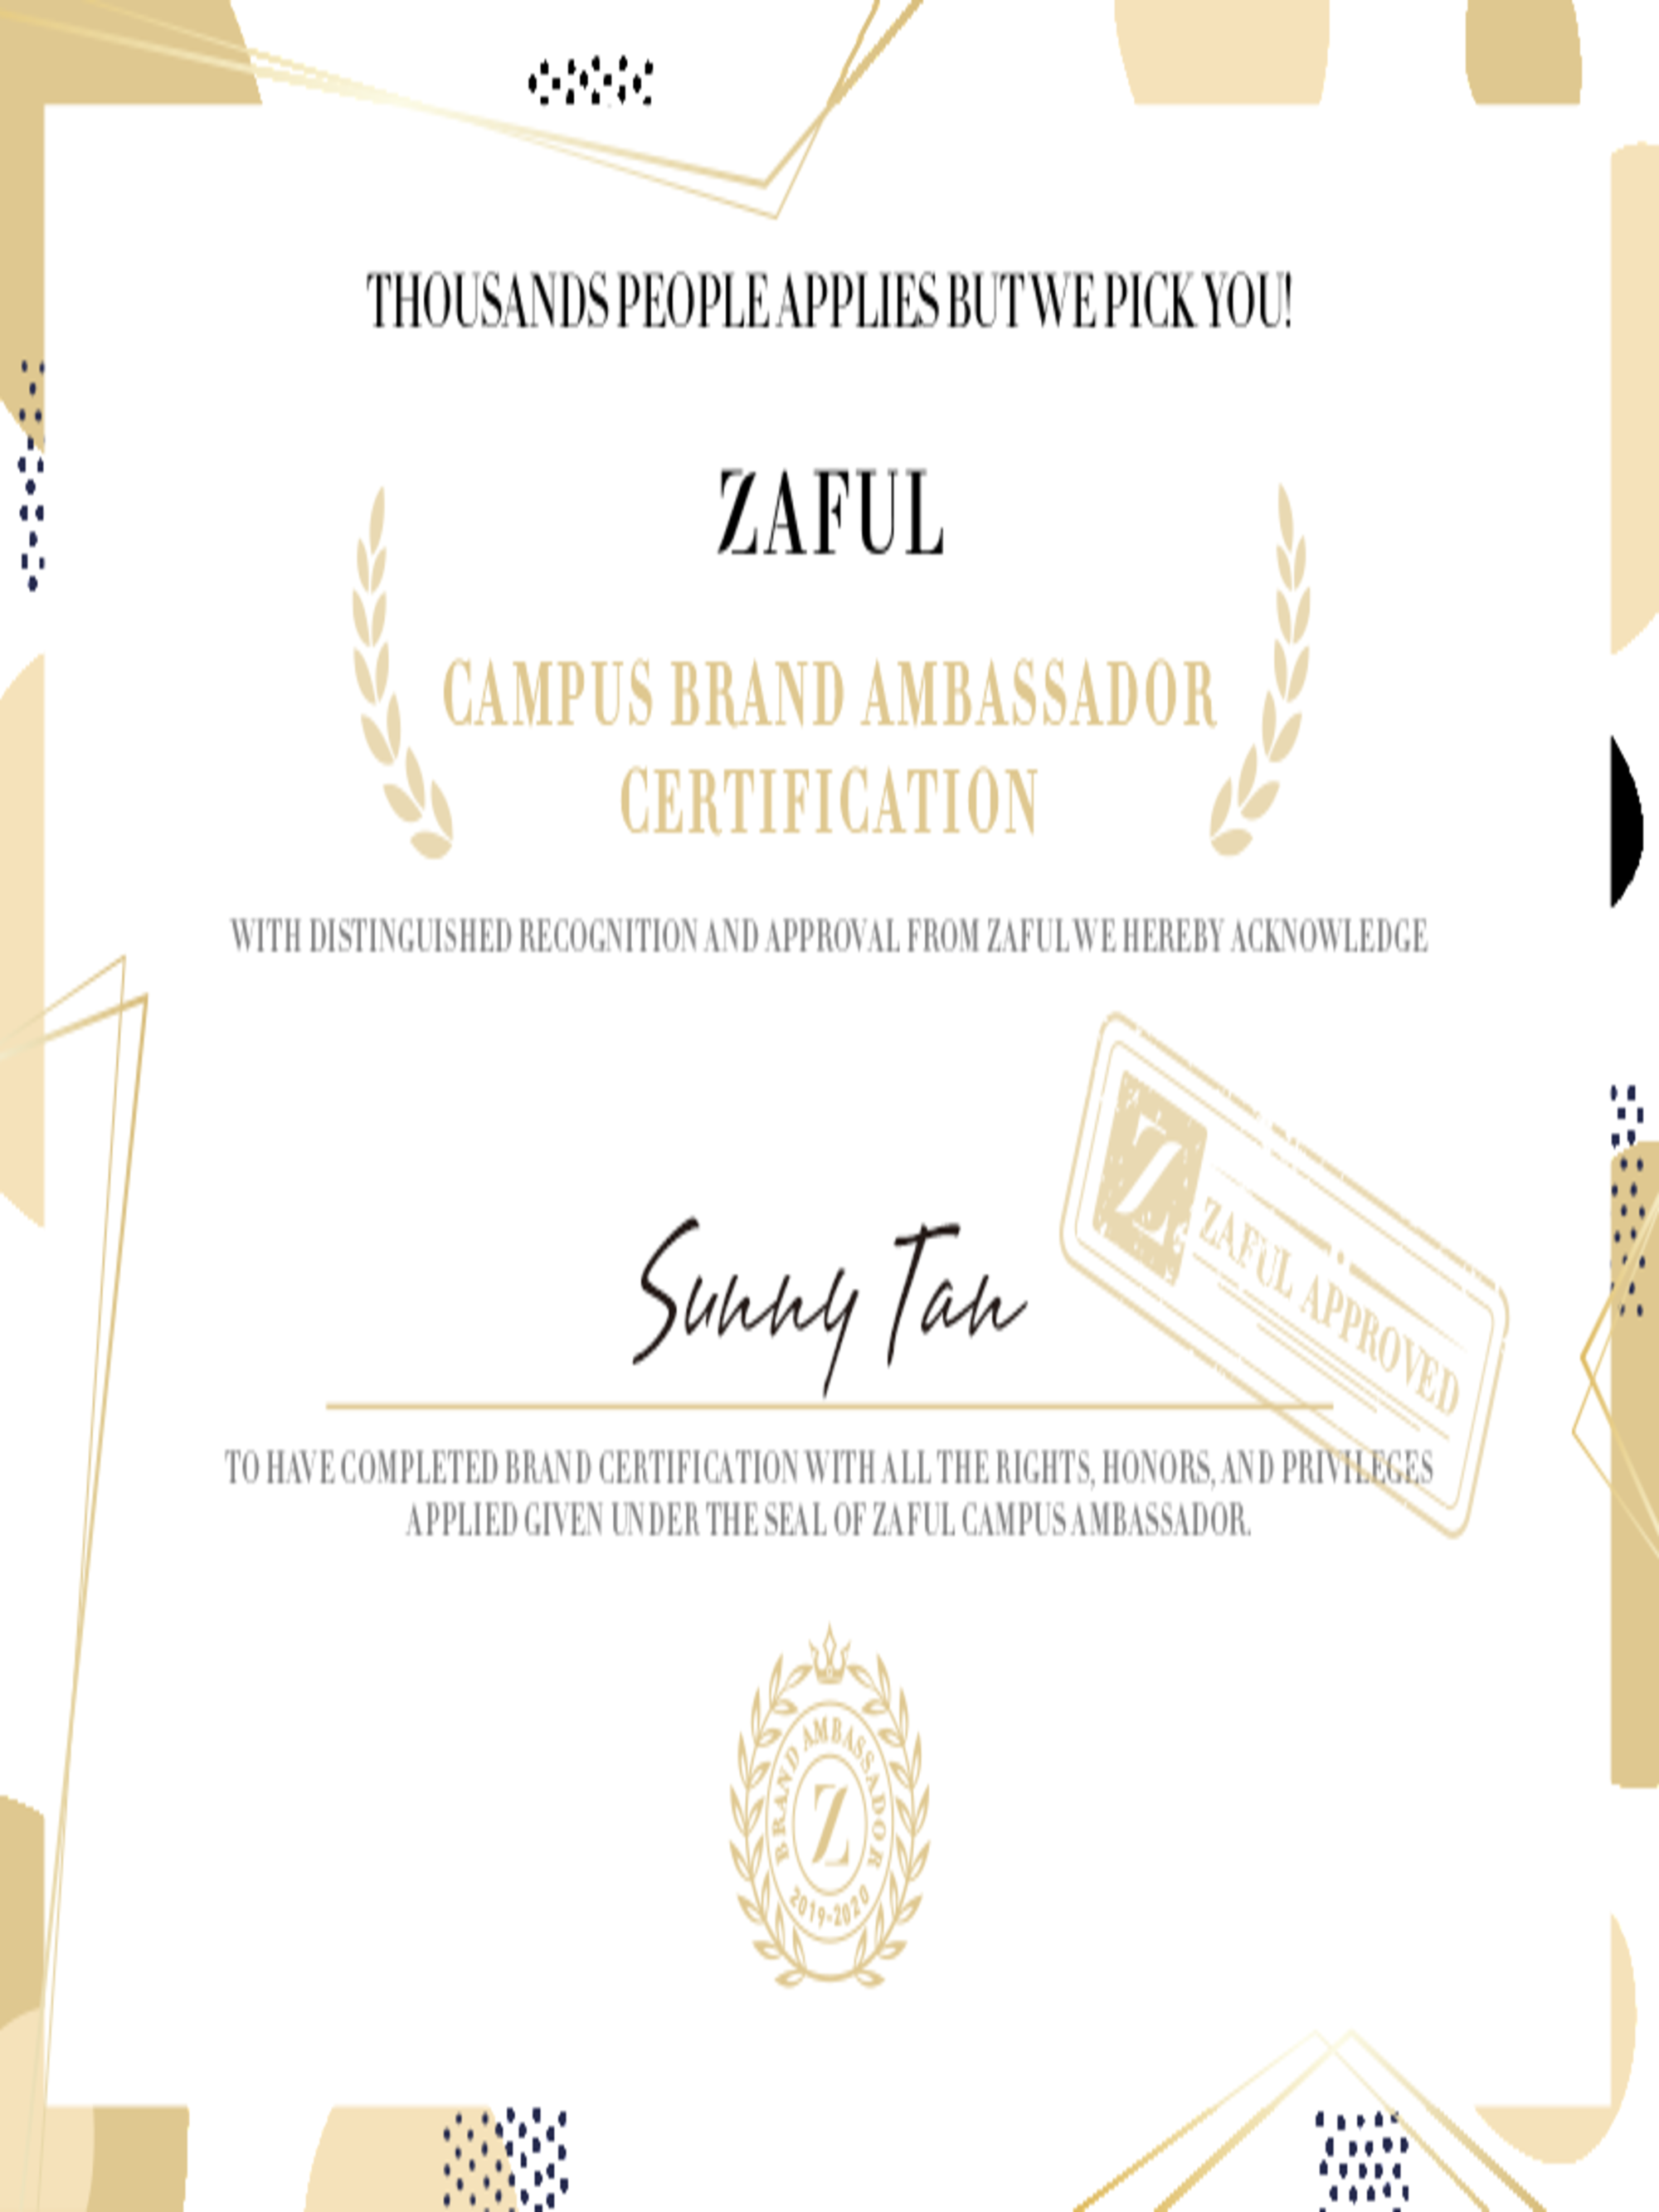 THOUSANDS PEOPLE APPLIES BUT WE PICK YOU!
ZAFUL
CAMPUS BRAND AMBASSADOR
CERTIFICATION
WITH DISTINGUISHED RECOGNITION AND APPROVAL FROM ZAFUL WE HEREBY ACKNOWLEDGE
Z
ZAFUL APPROVED
Sunny Tan
TO HAVE COMPLETED BRAND CERTIFICATION WITH ALL THE RIGHTS, HONORS, AND PRIVILEGES
APPLIED GIVEN UNDER THE SEAL OF ZAFUL CAMPUS AMBASSADOR.
BRAND AMBASSADOR
Z
2019-2020